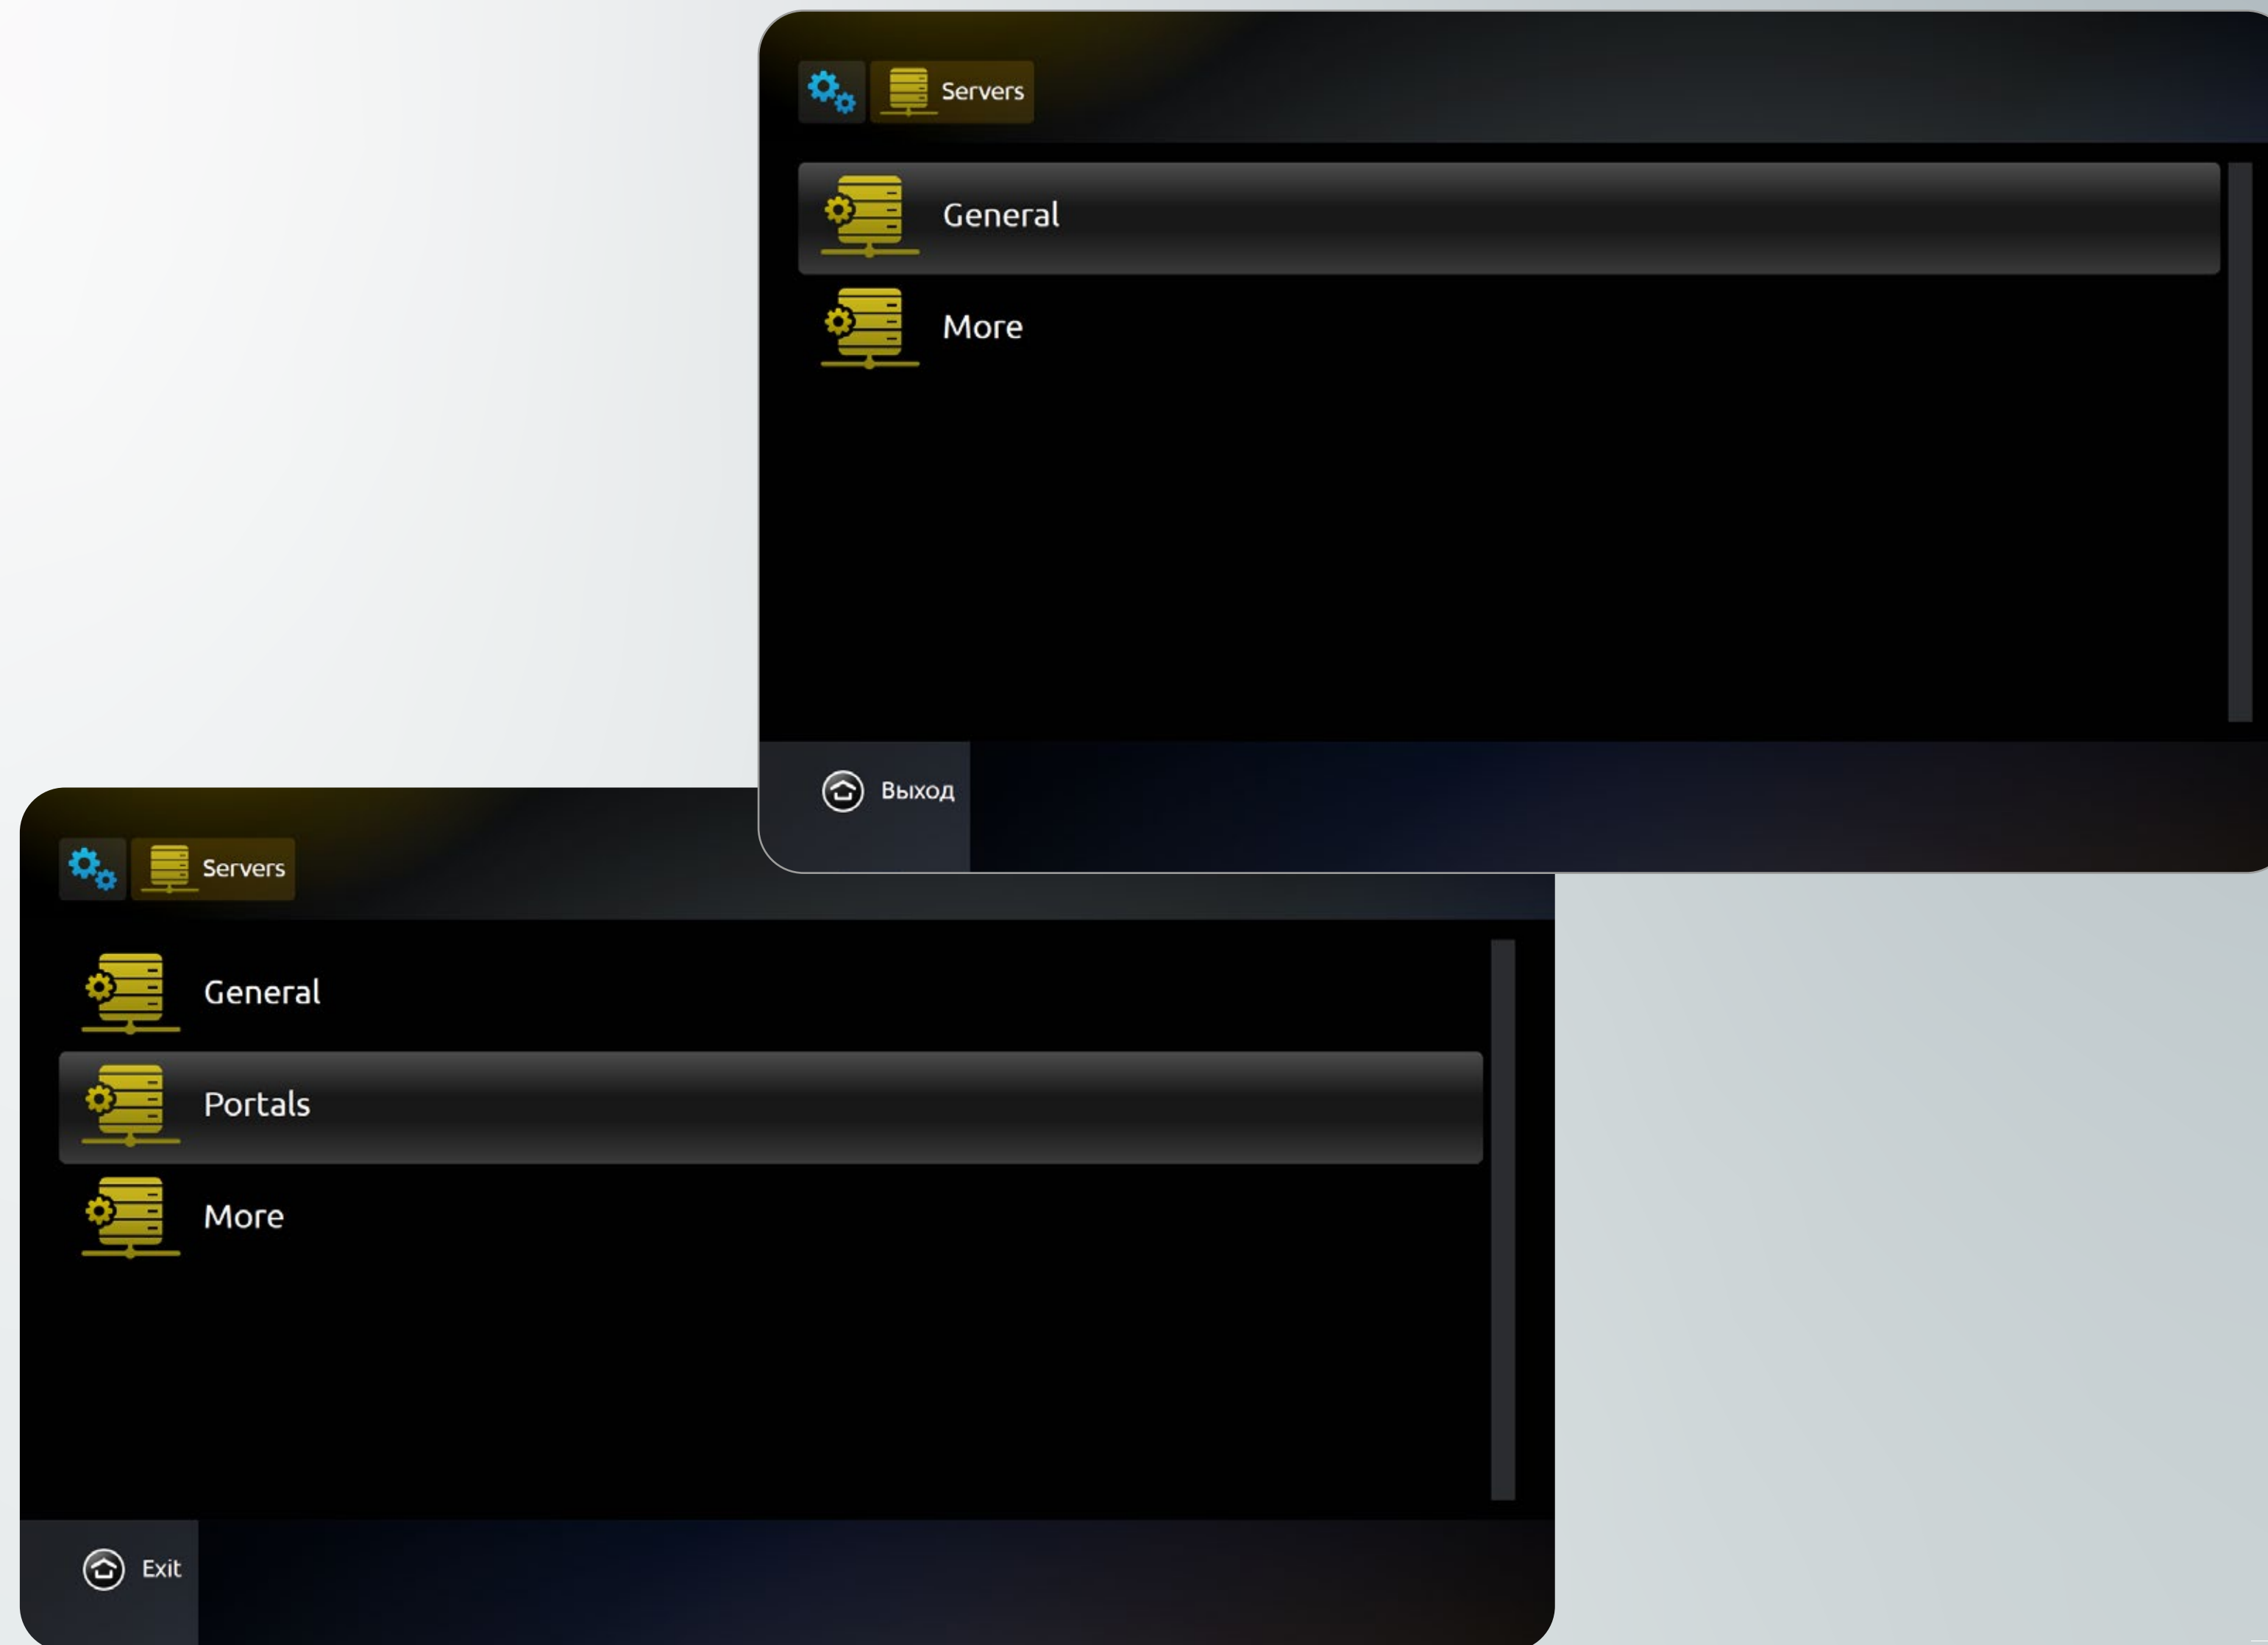 Servers
General
More
Выход
Servers
General
Portals
More
Exit